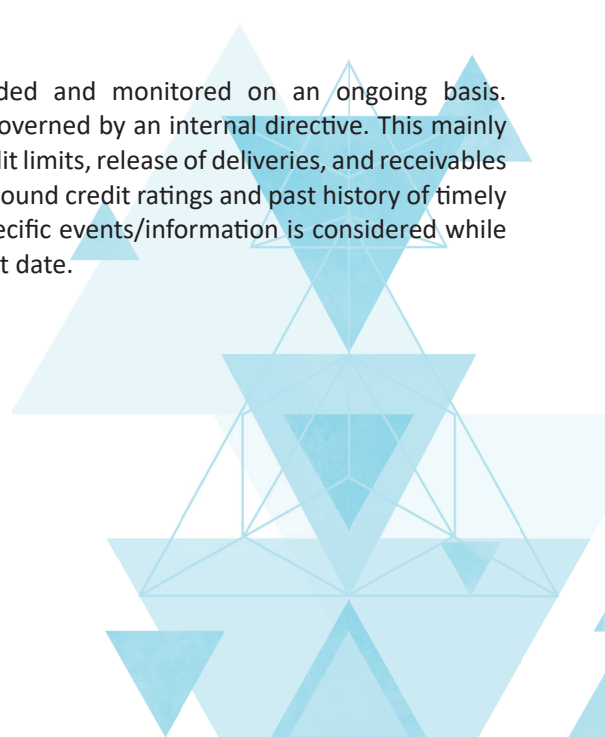 ded and monitored on an ongoing basis.
overned by an internal directive. This mainly
dit limits, release of deliveries, and receivables
ound credit ratings and past history of timely
ecific events/information is considered while
t date.